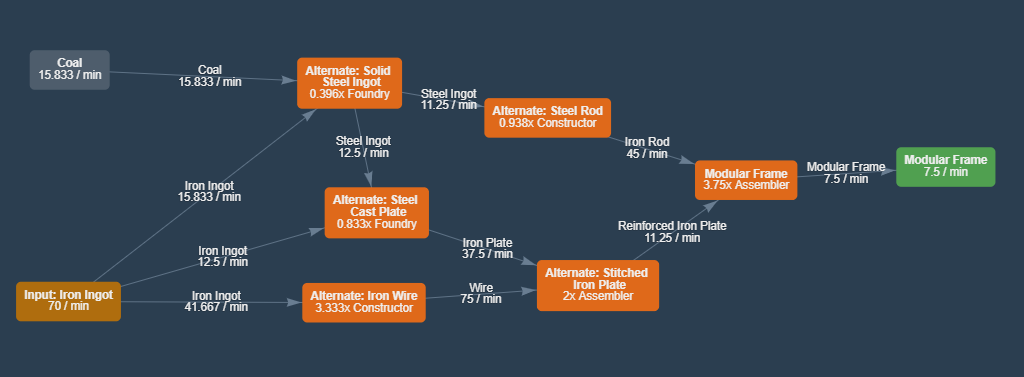 Coal
15.833 / min
Coal
15.833 / min
Alternate: Solid
Steel Ingot
0.396x Foundry
Steel Ingot
11.25 / min
Alternate: Steel Rod
0.938x Constructor
Steel Ingot
12.5 / min
Iron Rod
45 / min
Modular Frame
3.75x Assembler
Modular Frame
7.5 / min
Modular Frame
7.5 / min
Iron Ingot
15.833 / min
Alternate: Steel
Cast Plate
0.833x Foundry
Reinforced Iron Plate
11.25 / min
Iron Ingot
12.5 / min
Iron Plate
37.5 / min
Input: Iron Ingot
70 / min
Iron Ingot
41.667 / min
Alternate: Iron Wire
3.333x Constructor
Wire
75 / min
Alternate: Stitched
Iron Plate
2x Assembler